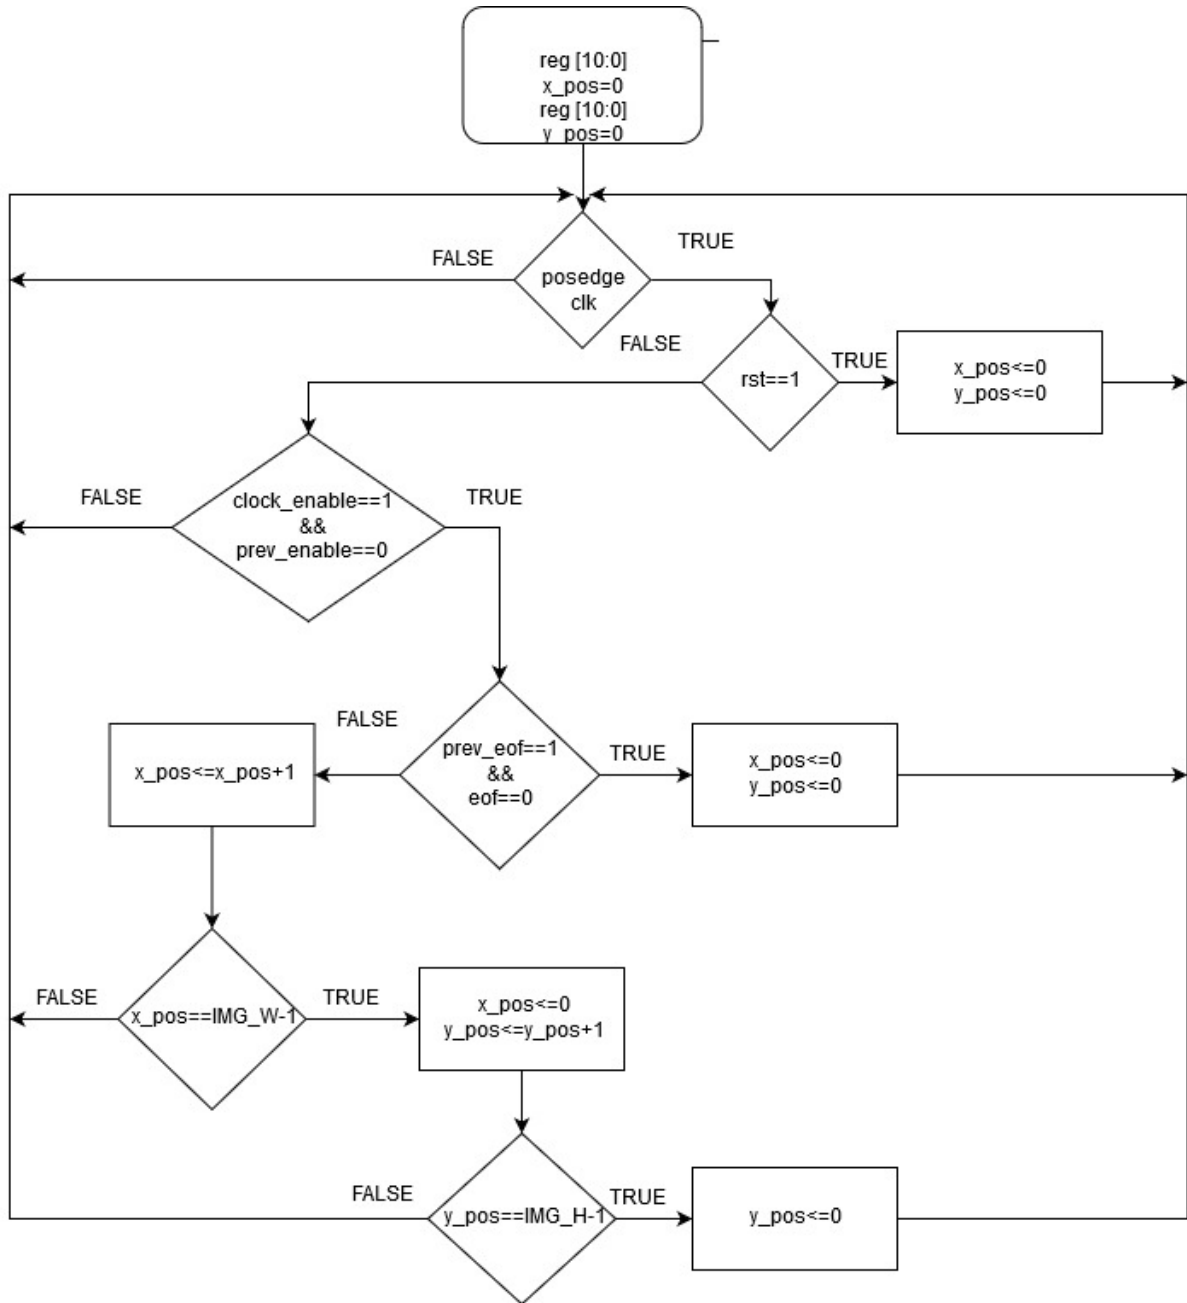 reg [10:0]
x_pos=0
reg [10:0]
y_pos=0
FALSE
TRUE
posedge
clk
FALSE
rst==1
TRUE
x_pos<=0
y_pos<=0
FALSE
clock_enable==1
&&
prev_enable==0
TRUE
x_pos<=x_pos+1
FALSE
prev_eof==1
&&
eof==0
TRUE
x_pos<=0
y_pos<=0
FALSE
x_pos==IMG_W-1
TRUE
x_pos<=0
y_pos<=y_pos+1
FALSE
y_pos==IMG_H-1
TRUE
y_pos<=0